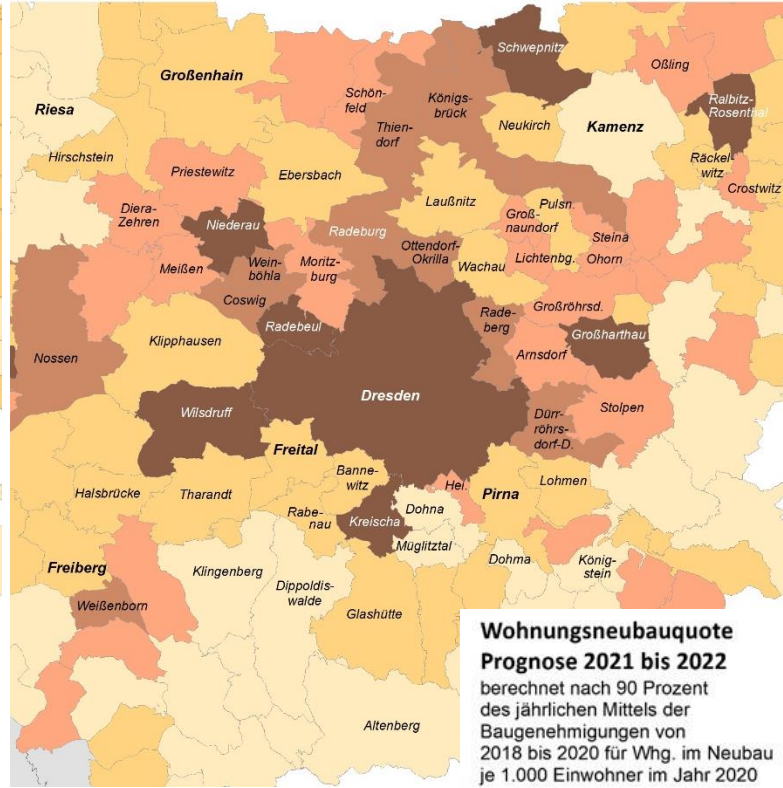 Schwepnitz
Oßling
Großenhain
Schön-
feld
Königs-
brück
Ralbitz-
Rosenthal
Riesa
Thien-
dorf
Neukirch
Kamenz
Hirschstein
Räckel-
witz
Priestewitz
Ebersbach
Crostwitz
Diera-
Zehren
Laußnitz
Pulsn.
Groß-
naundorf
Niederau
Radeburg
Steina
Ottendorf-
Okrilla
Meißen
Wein-
böhla
Moritz-
burg
Wachau
Lichtenbg.
Ohorn
Coswig
Radebeul
Rade-
berg
Großröhrsd.
Klipphausen
Arnsdorf
Großharthau
Nossen
Dresden
Wilsdruff
Dürr-
röhrs-
dorf-D.
Stolpen
Freital
Banne-
witz
Halsbrücke
Tharandt
Hei.
Pirna
Lohmen
Rabe-
nau
Kreischa
Dohna
Müglitztal
Freiberg
Klingenberg
Dippoldis-
walde
Dohma
König-
stein
Weißenborn
Glashütte
Altenberg
Wohnungsneubauquote
Prognose 2021 bis 2022
berechnet nach 90 Prozent
des jährlichen Mittels der
Baugenehmigungen von
2018 bis 2020 für Whg. im Neubau
je 1.000 Einwohner im Jahr 2020